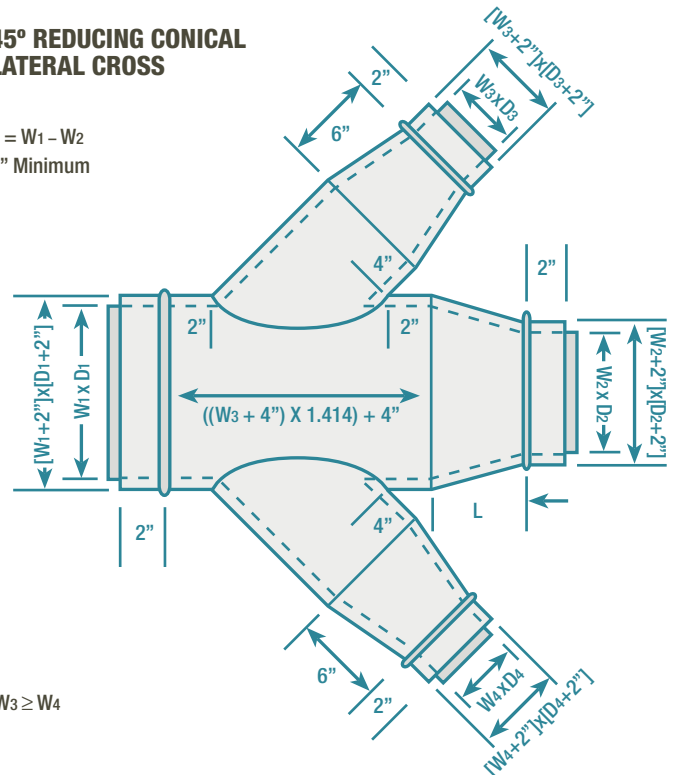 45º REDUCING CONICAL
LATERAL CROSS
= W1 – W2
” Minimum
[W3+2”]x[D3+2”]
W3xD3
2”
6”
4”
2”
2”
2”
[W1+2”]x[D1+2”]
W1 x D1
((W3 + 4”) X 1.414) + 4”
W2 x D2
[W2+2”]x[D2+2”]
2”
4”
L
6”
2”
W4xD4
[W4+2”]x[D4+2”]
W3 ≥ W4